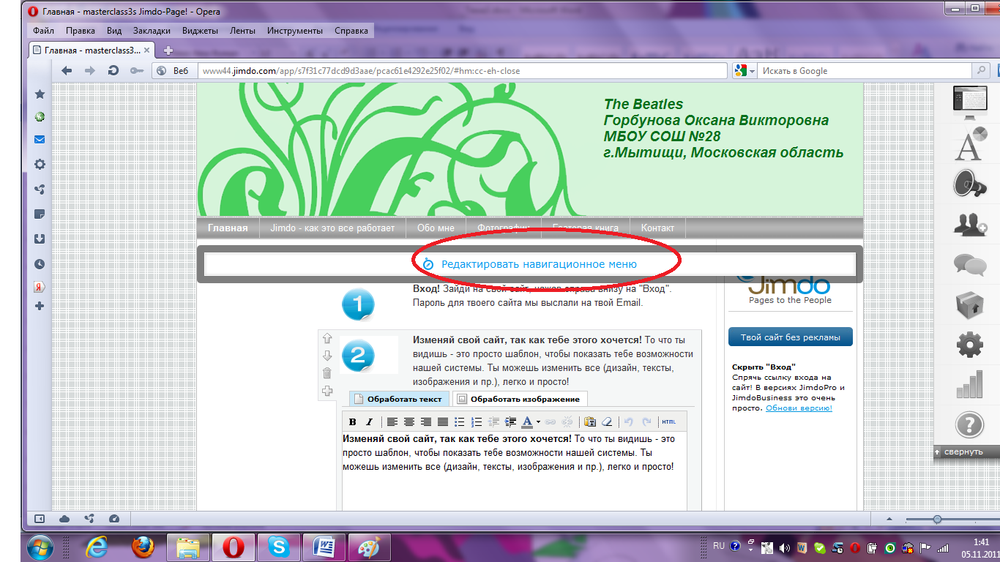 Главная - masterclass3s Jimdo-Page! - Opera
Файл Правка Вид Закладки Виджеты Ленты Инструменты Справка
Главная - masterclass3...
Веб www44.jimdo.com/app/s7f31c77dcd9d3aae/pcac61e4292e25f02/#hm:cc-eh-close Искать в Google
The Beatles
Горбунова Оксана Викторовна
МБОУ СОШ №28
г.Мытищи, Московская область
Главная Jimdo - как это все работает Обо мне Фотографии Гостевая книга Контакт
Редактировать навигационное меню
1
Вход! Зайди на свой сайт, нажав справа внизу на "Вход".
Пароль для твоего сайта мы выслали на твой Email.
2
Изменяй свой сайт, так как тебе этого хочется! То что ты
видишь - это просто шаблон, чтобы показать тебе возможности
нашей системы. Ты можешь изменить все (дизайн, тексты,
изображения и пр.), легко и просто!
Обработать текст Обработать изображение
B I A HTML
Изменяй свой сайт, так как тебе этого хочется! То что ты видишь - это
просто шаблон, чтобы показать тебе возможности нашей системы. Ты
можешь изменить все (дизайн, тексты, изображения и пр.), легко и просто!
Jimdo
Pages to the People
Твой сайт без рекламы
Скрыть "Вход"
Спрячь ссылку входа на
сайт! В версиях JimdoPro и
JimdoBusiness это очень
просто. Обнови версию!
свернуть
RU
1:41
05.11.2011